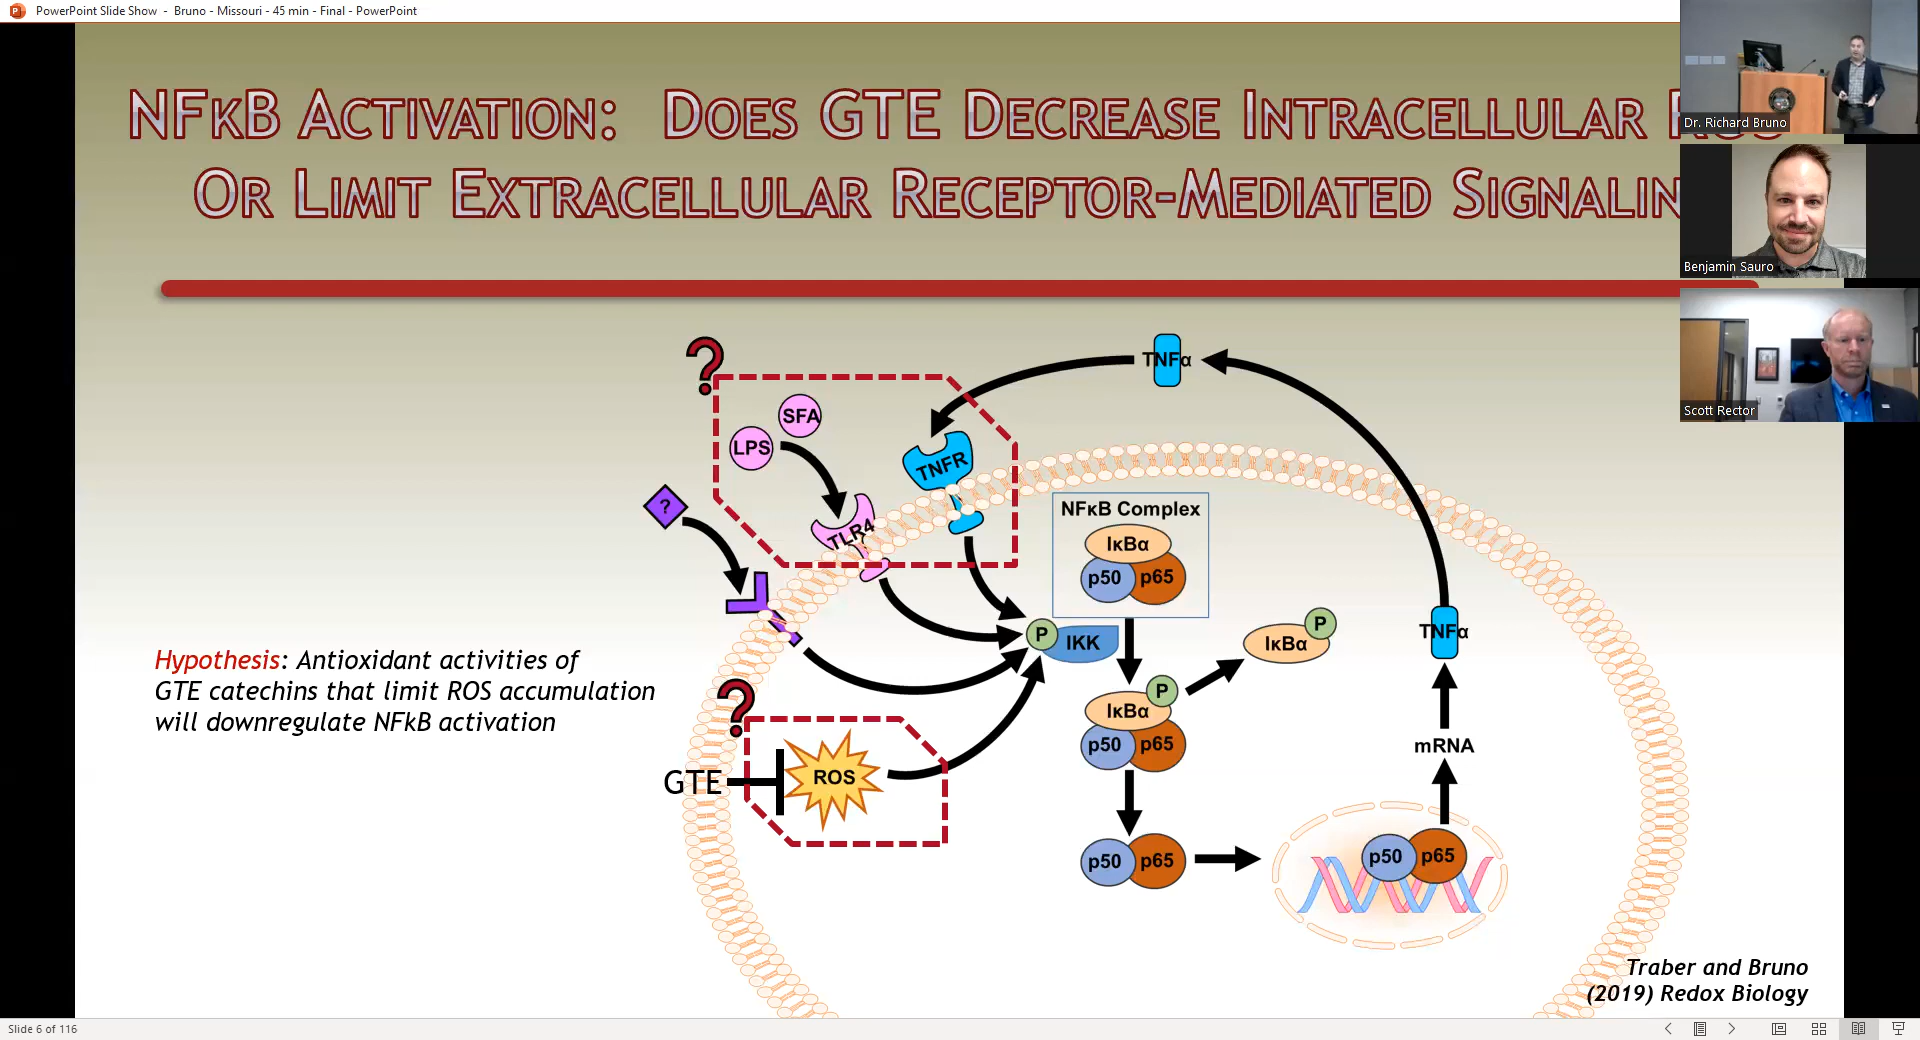 PowerPoint Slide Show - Bruno - Missouri - 45 min - Final - PowerPoint
NFκB Activation: Does GTE Decrease Intracellular
Or Limit Extracellular Receptor-Mediated Signalin
Dr. Richard Bruno
Benjamin Sauro
Scott Rector
?
TNFα
SFA
LPS
TNFR
TLR4
?
NFκB Complex
IκBα
p50
p65
P
IKK
IκBα
P
TNFα
Hypothesis: Antioxidant activities of
GTE catechins that limit ROS accumulation
will downregulate NFkB activation
?
P
IκBα
p50
p65
mRNA
GTE
ROS
p50
p65
p50
p65
Traber and Bruno
(2019) Redox Biology
Slide 6 of 116